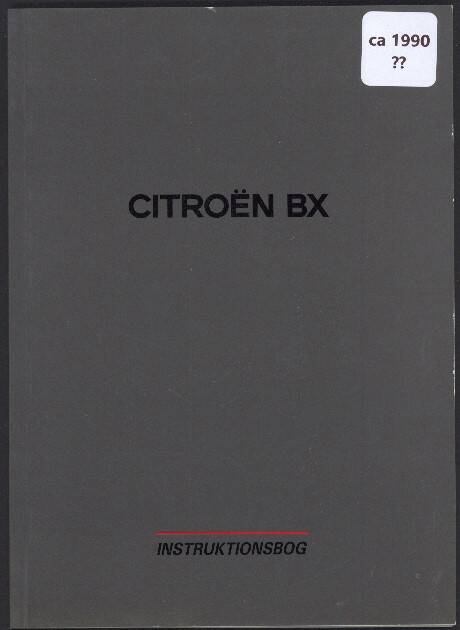 ca 1990
??
CITROËN BX
INSTRUKTIONSBOG